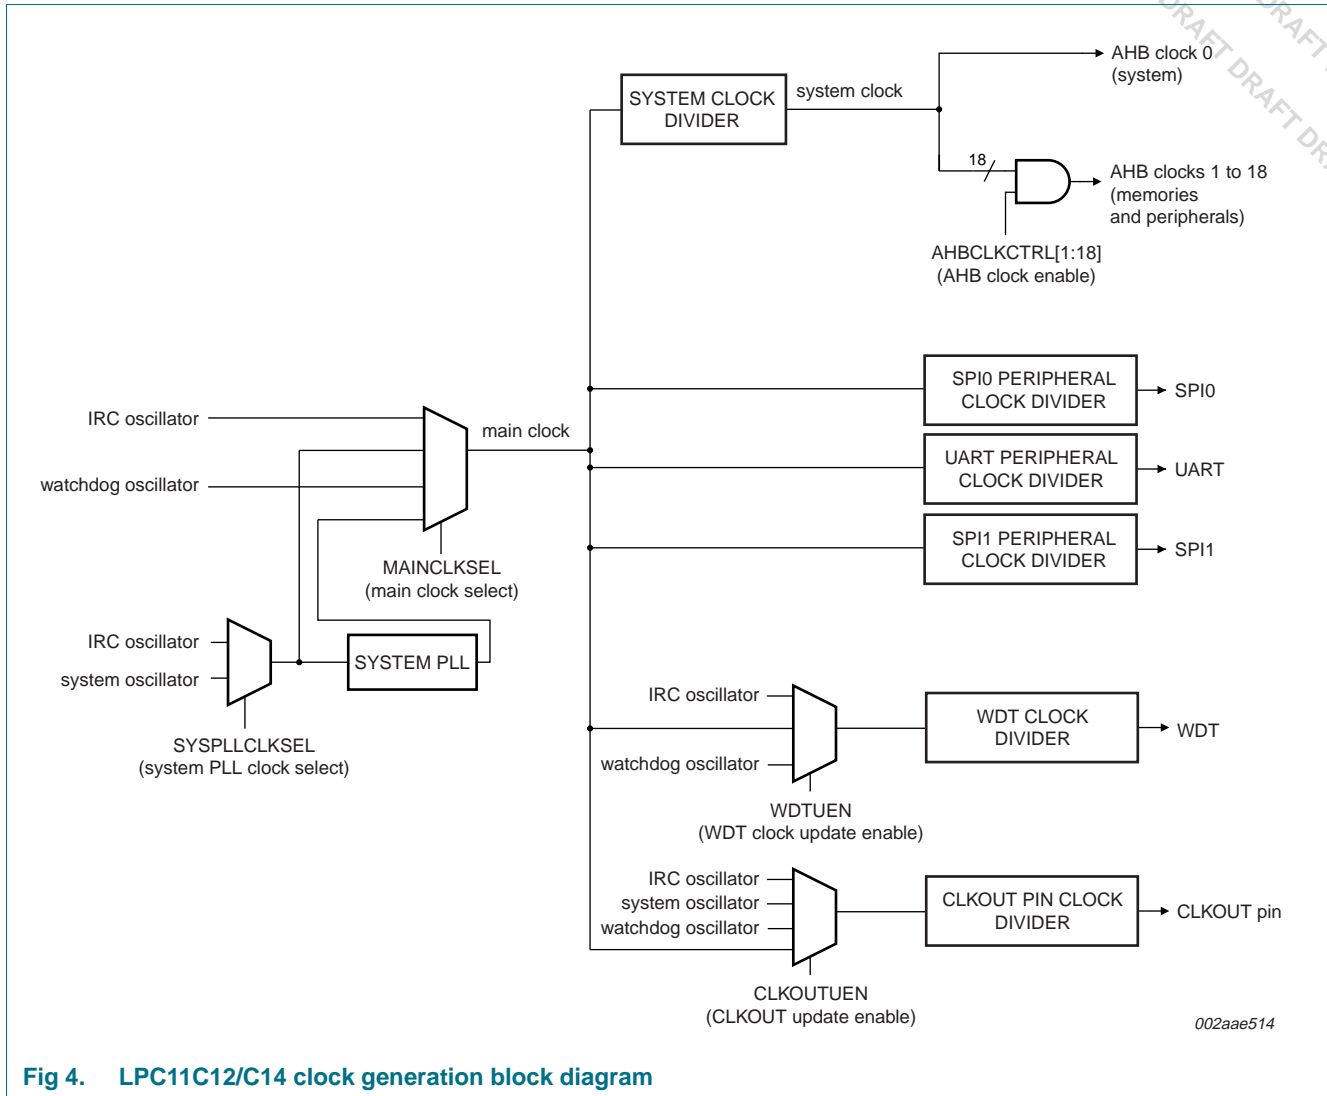 DRAFT DRAFT DRA
DRAFT
AHB clock 0
(system)
system clock
SYSTEM CLOCK
DIVIDER
18
AHB clocks 1 to 18
(memories
and peripherals)
AHBCLKCTRL[1:18]
(AHB clock enable)
SPI0 PERIPHERAL
CLOCK DIVIDER
SPI0
IRC oscillator
main clock
UART PERIPHERAL
CLOCK DIVIDER
UART
watchdog oscillator
SPI1 PERIPHERAL
CLOCK DIVIDER
SPI1
MAINCLKSEL
(main clock select)
IRC oscillator
system oscillator
SYSTEM PLL
SYSPLLCLKSEL
(system PLL clock select)
IRC oscillator
watchdog oscillator
WDT CLOCK
DIVIDER
WDT
WDTUEN
(WDT clock update enable)
IRC oscillator
system oscillator
watchdog oscillator
CLKOUT PIN CLOCK
DIVIDER
CLKOUT pin
CLKOUTUEN
(CLKOUT update enable)
002aae514
Fig 4. LPC11C12/C14 clock generation block diagram